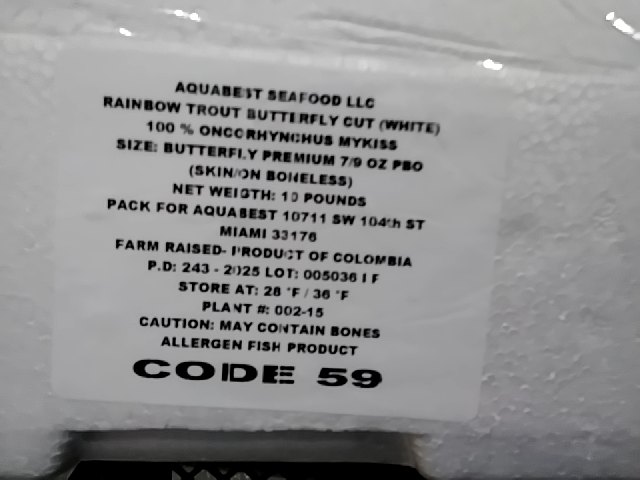 AQUABEST SEAFOOD LLC
RAINBOW TROUT BUTTERFLY CUT (WHITE)
100 % ONCORHYNCHUS MYKISS
SIZE: BUTTERFLY PREMIUM 7/9 OZ PBO
(SKIN/ON BONELESS)
NET WEIGTH: 10 POUNDS
PACK FOR AQUABEST 10711 SW 104th ST
MIAMI 33176
FARM RAISED- PRODUCT OF COLOMBIA
P.D: 243 - 2025 LOT: 005036 I F
STORE AT: 28 °F / 36 °F
PLANT #: 002-15
CAUTION: MAY CONTAIN BONES
ALLERGEN FISH PRODUCT
CODE 59